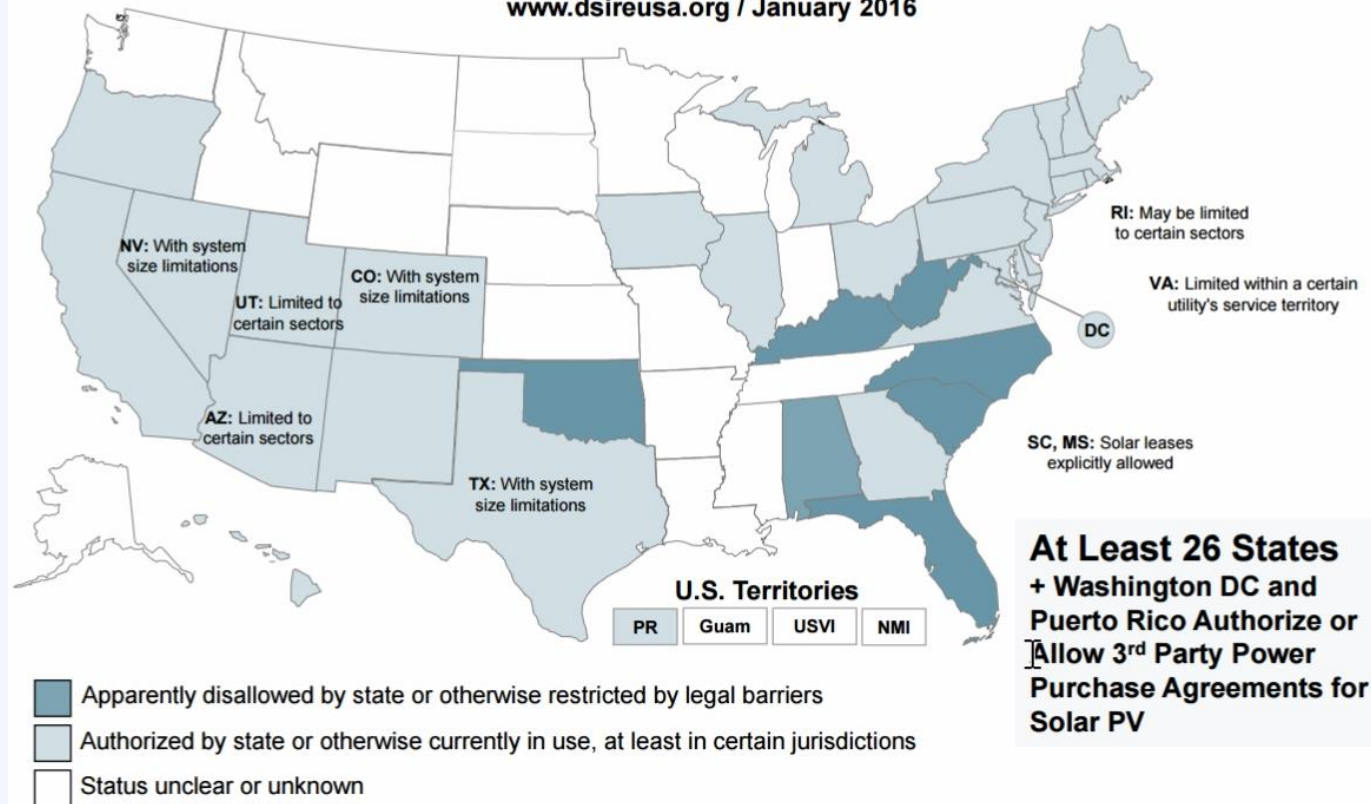 www.dsireusa.org / January 2016
NV: With system
size limitations
CO: With system
size limitations
UT: Limited to
certain sectors
AZ: Limited to
certain sectors
TX: With system
size limitations
RI: May be limited
to certain sectors
VA: Limited within a certain
utility's service territory
DC
SC, MS: Solar leases
explicitly allowed
U.S. Territories
PR
Guam
USVI
NMI
At Least 26 States
+ Washington DC and
Puerto Rico Authorize or
Allow 3rd Party Power
Purchase Agreements for
Solar PV
Apparently disallowed by state or otherwise restricted by legal barriers
Authorized by state or otherwise currently in use, at least in certain jurisdictions
Status unclear or unknown